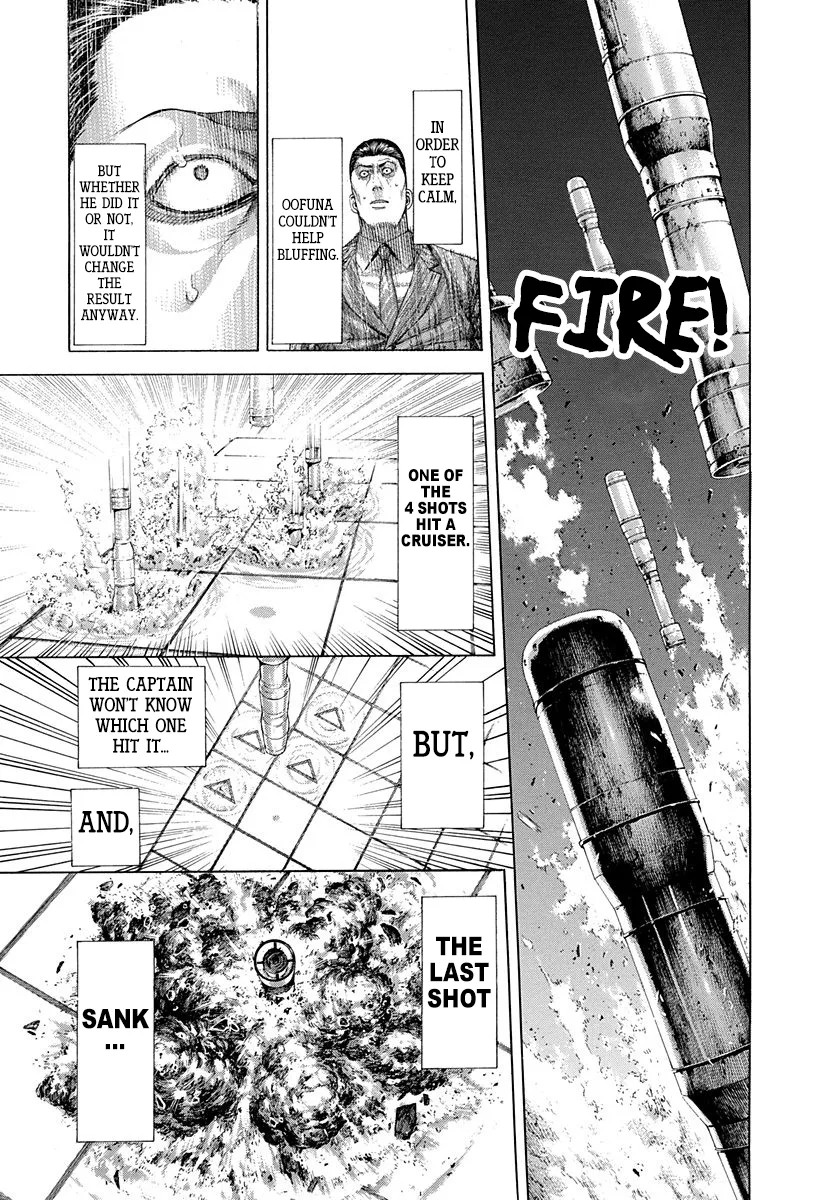 FIRE!
IN
ORDER
TO
KEEP
CALM,
OOFUNA
COULDN'T
HELP
BLUFFING.
BUT
WHETHER
HE DID IT
OR NOT,
IT
WOULDN'T
CHANGE
THE
RESULT
ANYWAY.
ONE OF
THE
4 SHOTS
HIT A
CRUISER.
BUT,
THE CAPTAIN
WON'T KNOW
WHICH ONE
HIT IT...
AND,
THE
LAST
SHOT
SANK
...